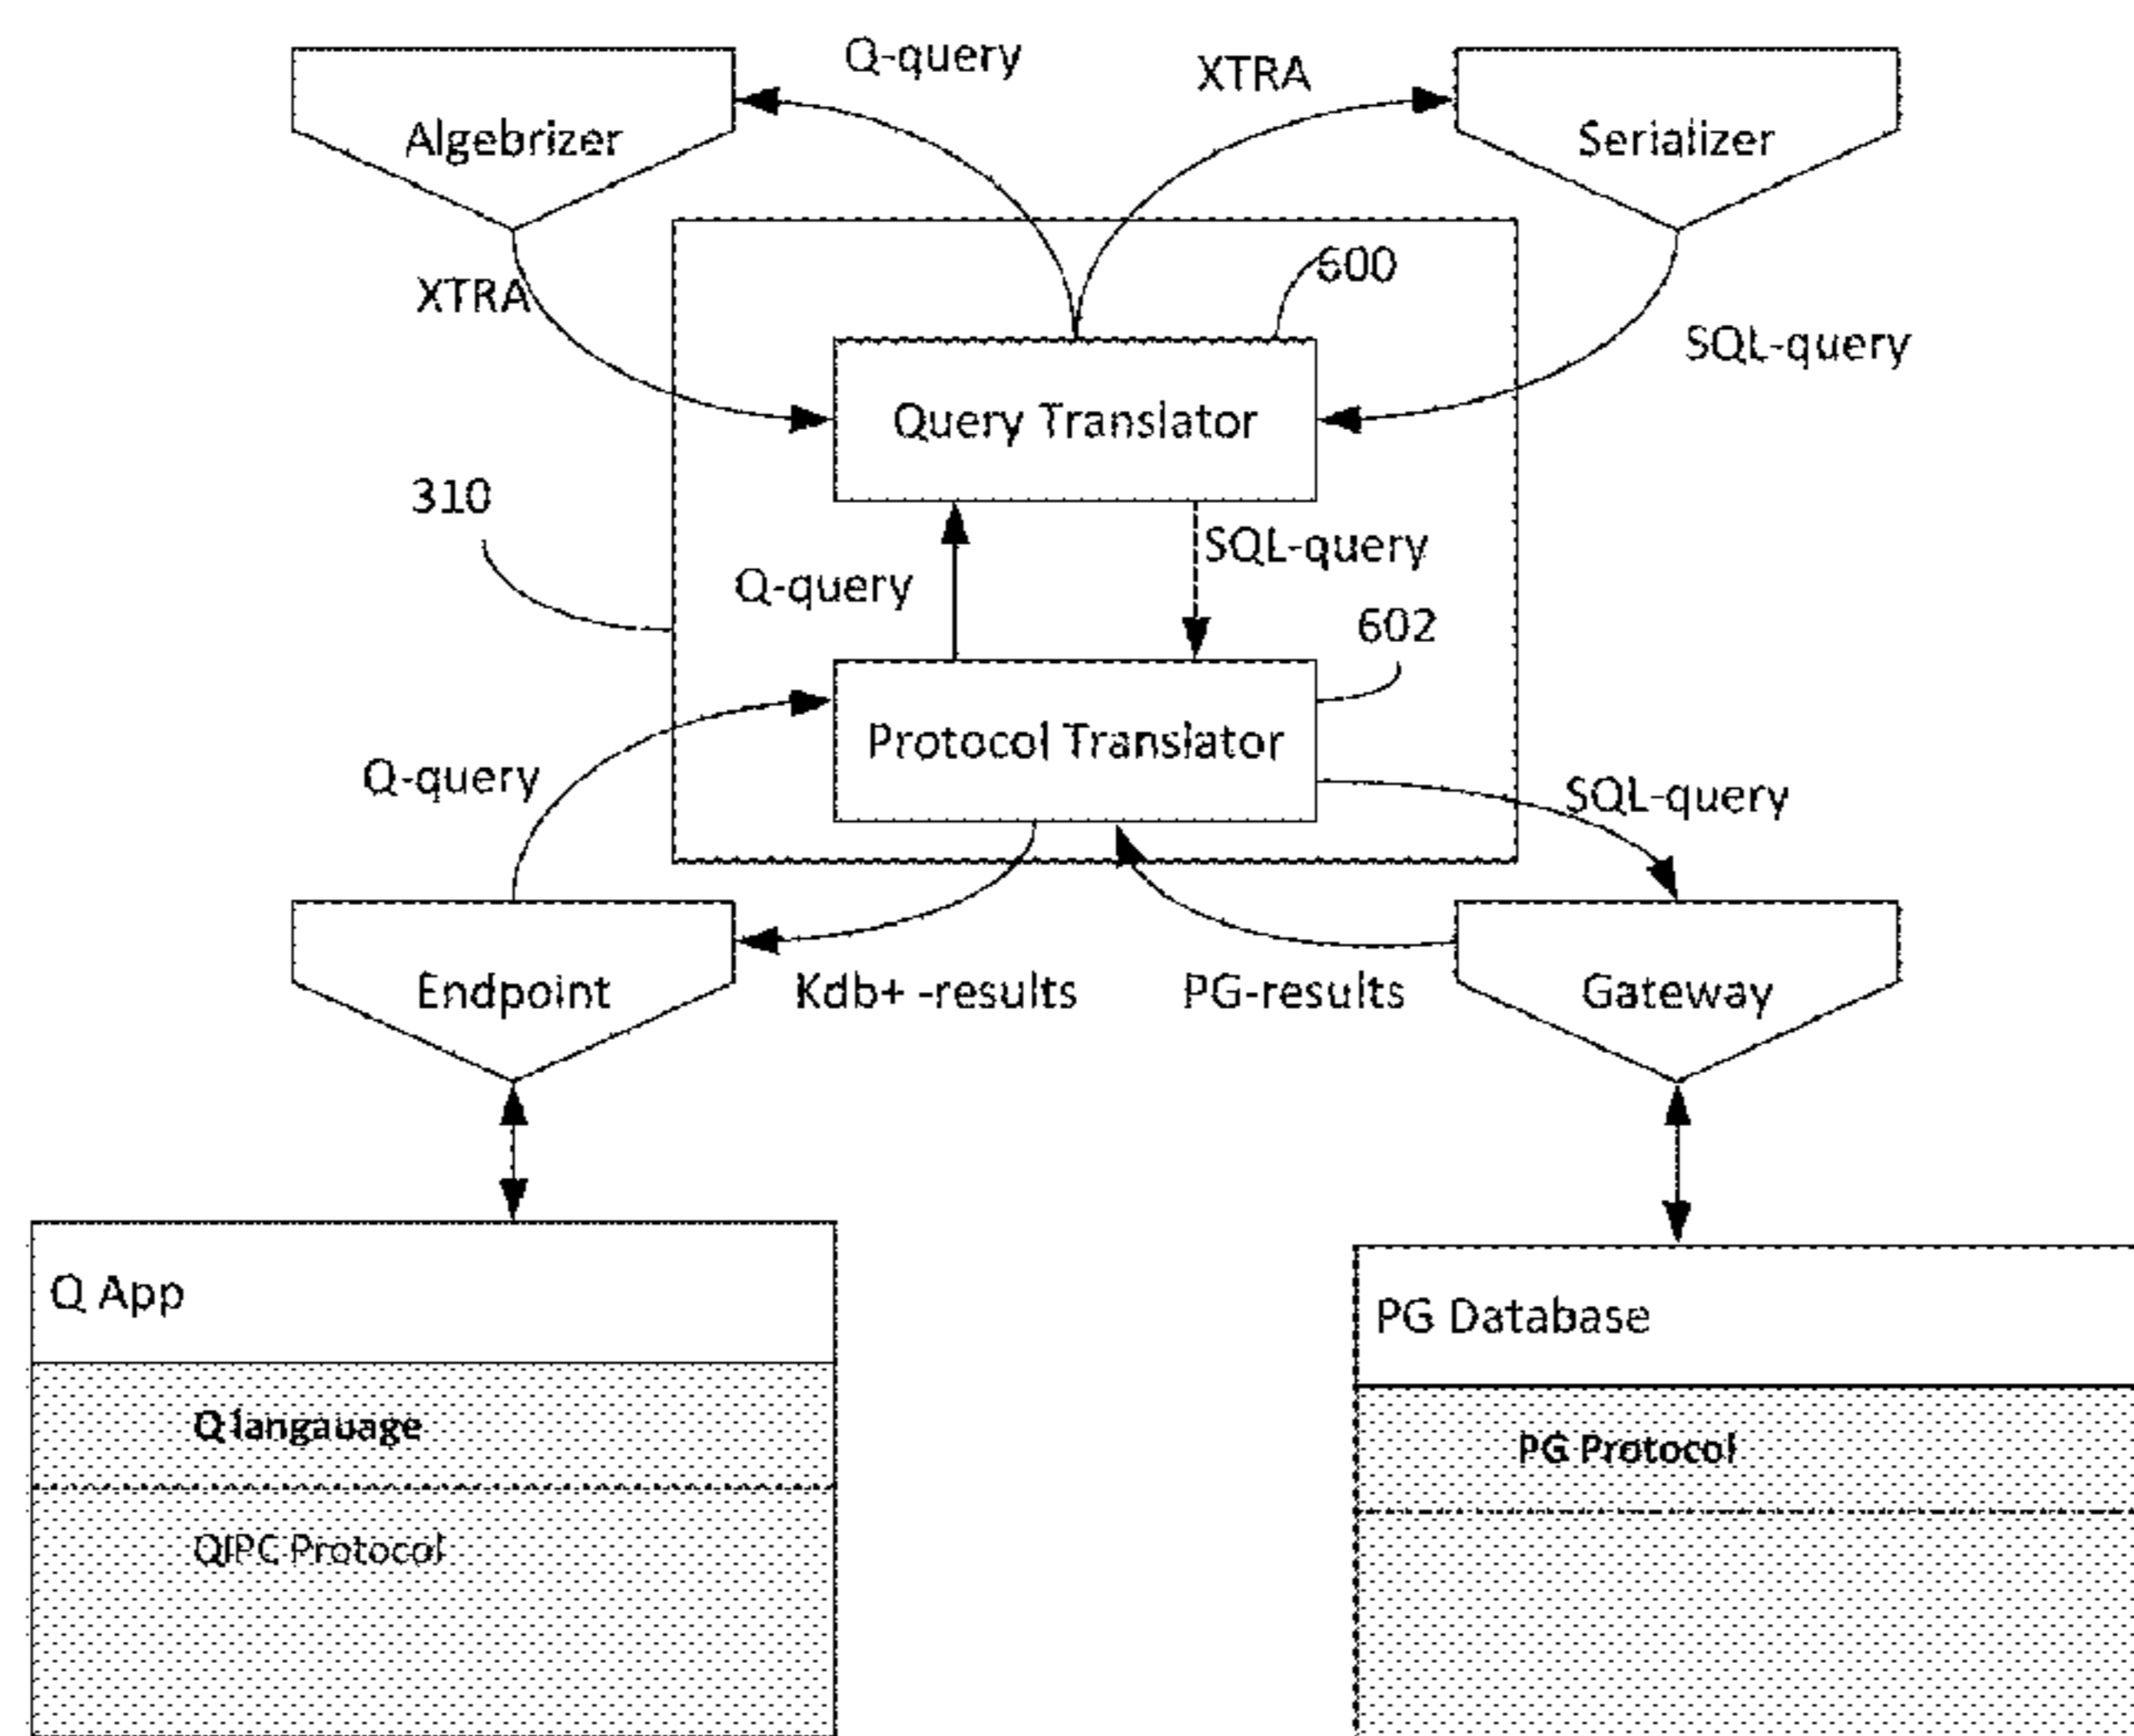 Q-query
XTRA
Algebrizer
Serializer
600
XTRA
SQL-query
Query Translator
310
SQL-query
Q-query
602
Protocol Translator
Q-query
SQL-query
Endpoint
Kdb+ -results
PG-results
Gateway
Q App
PG Database
Q langauage
PG Protocol
QIPC Protocol